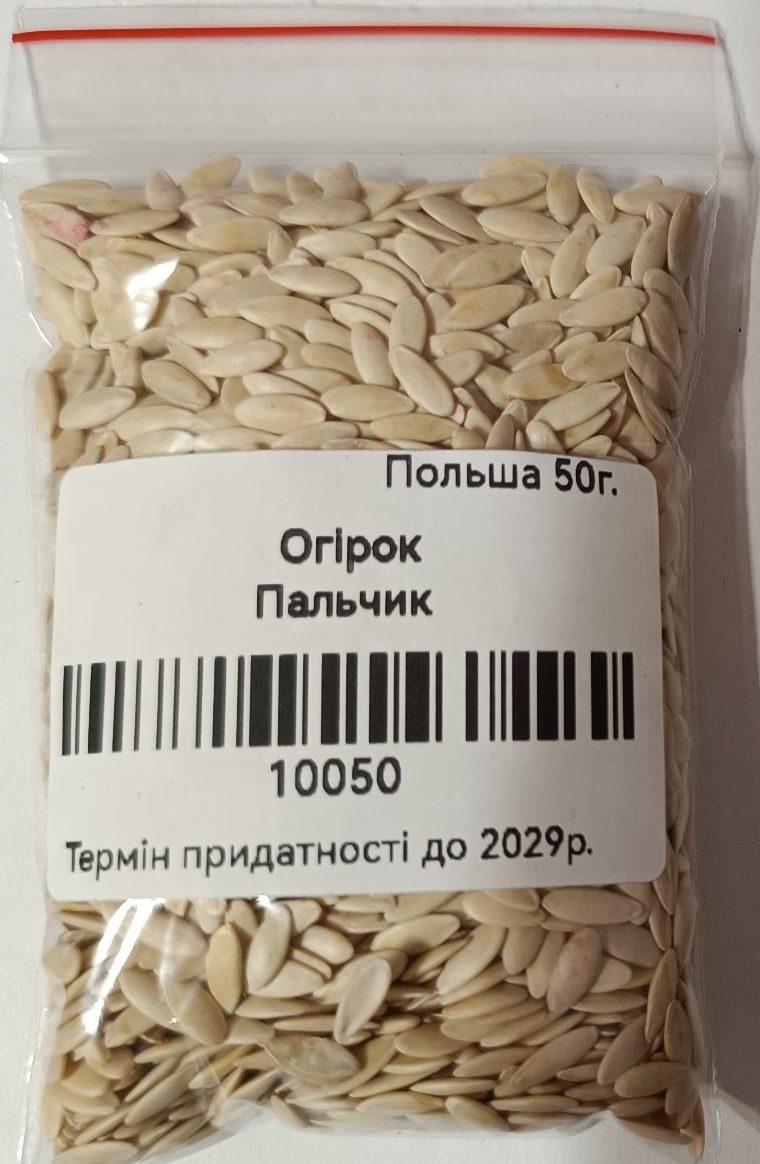 Польша 50г.
Огірок
Пальчик
10050
Термін придатності до 2029р.